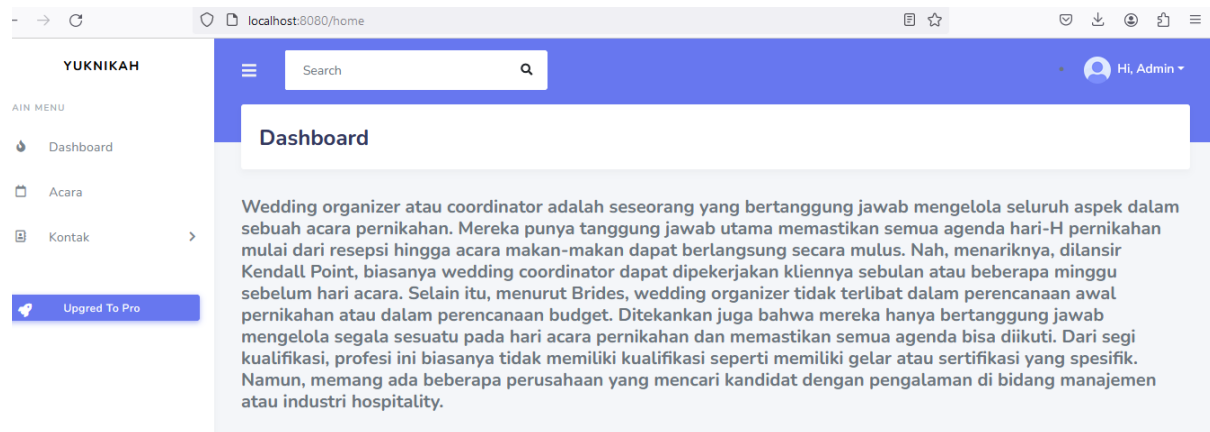 localhost:8080/home
YUKNIKAH
Search
Hi, Admin
AIN MENU
Dashboard
Dashboard
Acara
Kontak
Upgred To Pro
Wedding organizer atau coordinator adalah seseorang yang bertanggung jawab mengelola seluruh aspek dalam
sebuah acara pernikahan. Mereka punya tanggung jawab utama memastikan semua agenda hari-H pernikahan
mulai dari resepsi hingga acara makan-makan dapat berlangsung secara mulus. Nah, menariknya, dilansir
Kendall Point, biasanya wedding coordinator dapat dipekerjakan kliennya sebulan atau beberapa minggu
sebelum hari acara. Selain itu, menurut Brides, wedding organizer tidak terlibat dalam perencanaan awal
pernikahan atau dalam perencanaan budget. Ditekankan juga bahwa mereka hanya bertanggung jawab
mengelola segala sesuatu pada hari acara pernikahan dan memastikan semua agenda bisa diikuti. Dari segi
kualifikasi, profesi ini biasanya tidak memiliki kualifikasi seperti memiliki gelar atau sertifikasi yang spesifik.
Namun, memang ada beberapa perusahaan yang mencari kandidat dengan pengalaman di bidang manajemen
atau industri hospitality.